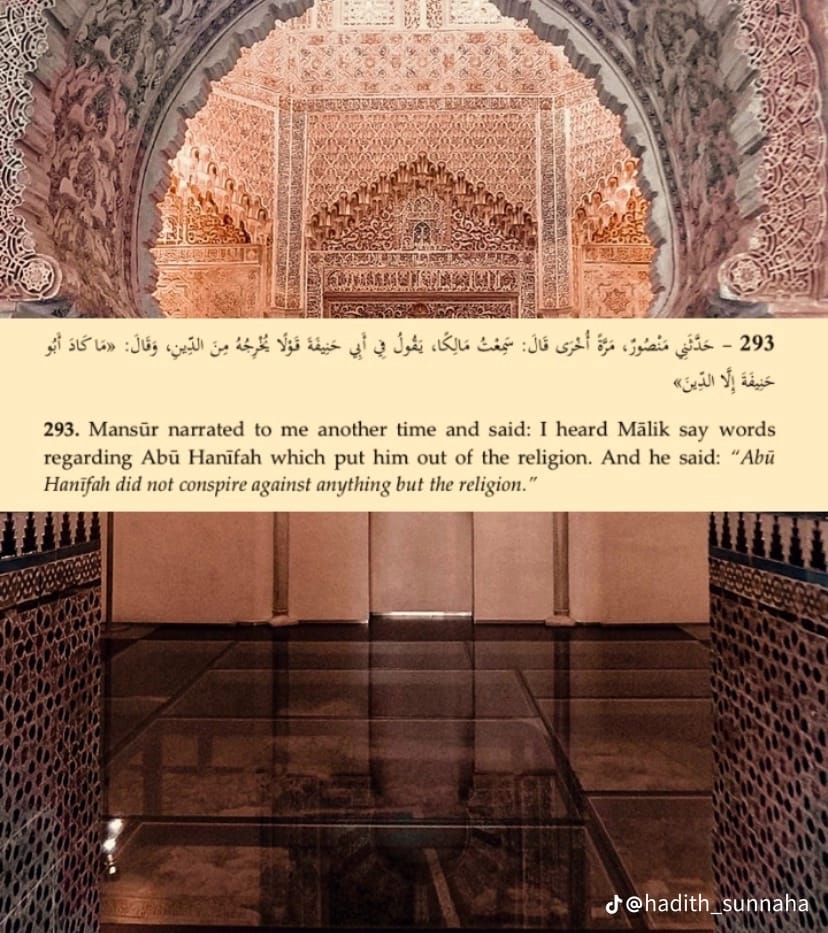 293 – حَدَّثَنِي مَنْصُورٌ، مَرَّةً أُخْرَى قَالَ: سَمِعْتُ مَالِكًا، يَقُولُ فِي أَبِي حَنِيفَةَ قَوْلًا يُخْرِجُهُ مِنَ الدِّينِ، وَقَالَ: «مَا كَادَ أَبُو
حَنِيفَةَ إِلَّا الدِّينَ»
293. Mansūr narrated to me another time and said: I heard Mālik say words
regarding Abū Hanīfah which put him out of the religion. And he said: “Abū
Hanīfah did not conspire against anything but the religion.”
@hadith_sunnaha